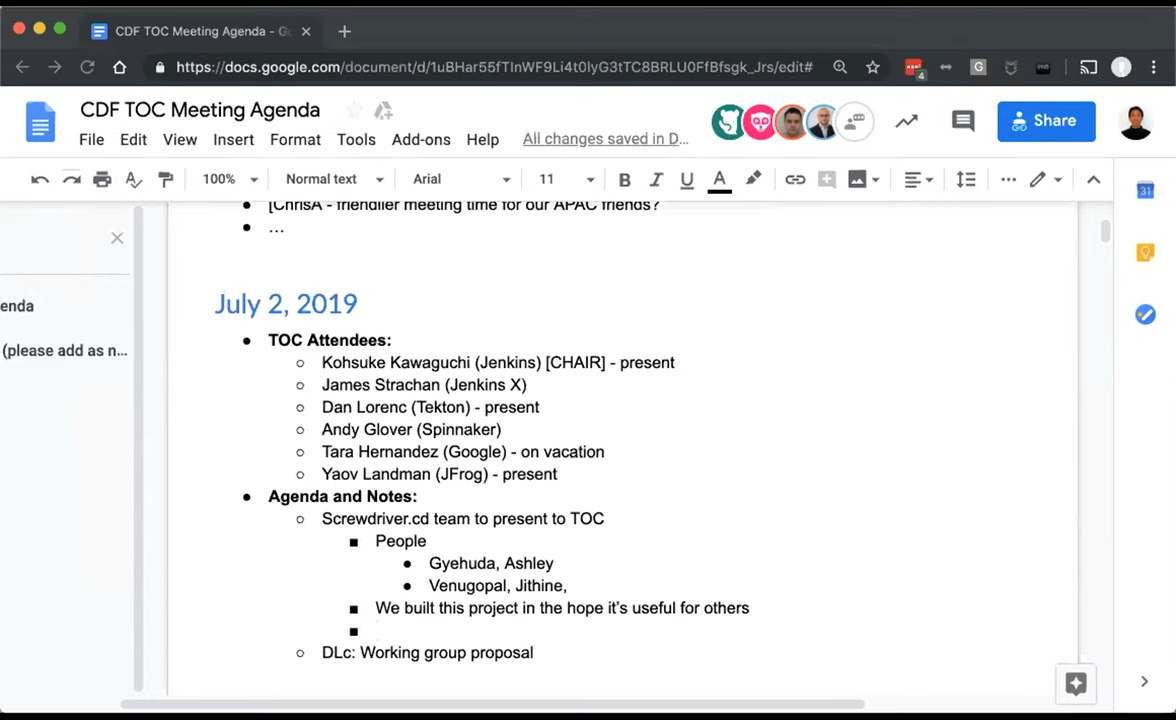 CDF TOC Meeting Agenda - G
https://docs.google.com/document/d/1uBHar55fTInWF9Li4t0lyG3tTC8BRLU0FfBfsgk_Jrs/edit#
4
G
CDF TOC Meeting Agenda
File Edit View Insert Format Tools Add-ons Help All changes saved in D...
Share
100% Normal text Arial 11 B I U A
31
[ChrisA - friendlier meeting time for our APAC friends?
...
enda
(please add as n...
July 2, 2019
TOC Attendees:
Kohsuke Kawaguchi (Jenkins) [CHAIR] - present
James Strachan (Jenkins X)
Dan Lorenc (Tekton) - present
Andy Glover (Spinnaker)
Tara Hernandez (Google) - on vacation
Yaov Landman (JFrog) - present
Agenda and Notes:
Screwdriver.cd team to present to TOC
People
Gyehuda, Ashley
Venugopal, Jithine,
We built this project in the hope it's useful for others
DLc: Working group proposal